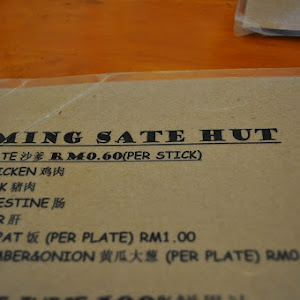 MING SATE HUT
TE 沙爹 RM0.60(PER STICK)
ICKEN 鸡肉
K 猪肉
ESTINE 肠
R 肝
PAT 饭 (PER PLATE) RM1.00
MBER&ONION 黄瓜大葱 (PER PLATE) RM0